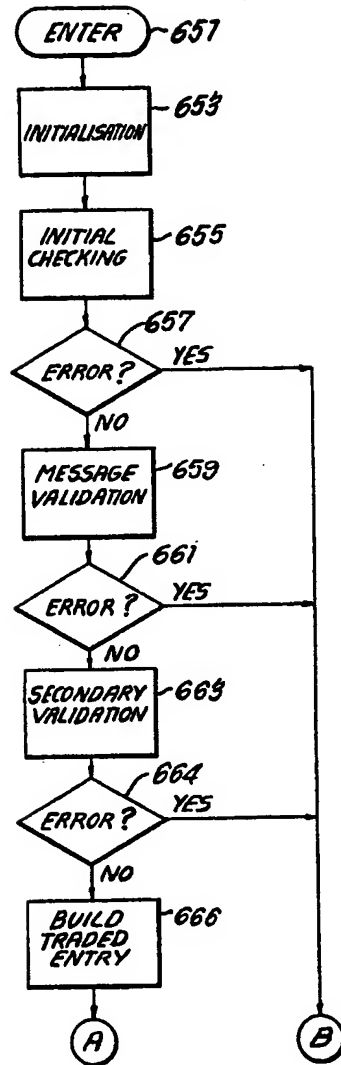 ENTER 651
INITIALISATION 653
INITIAL
CHECKING 655
657
ERROR? YES
NO
MESSAGE
VALIDATION 659
661
ERROR? YES
NO
SECONDARY
VALIDATION 663
664
ERROR? YES
NO
BUILD
TRADED
ENTRY 666
A B